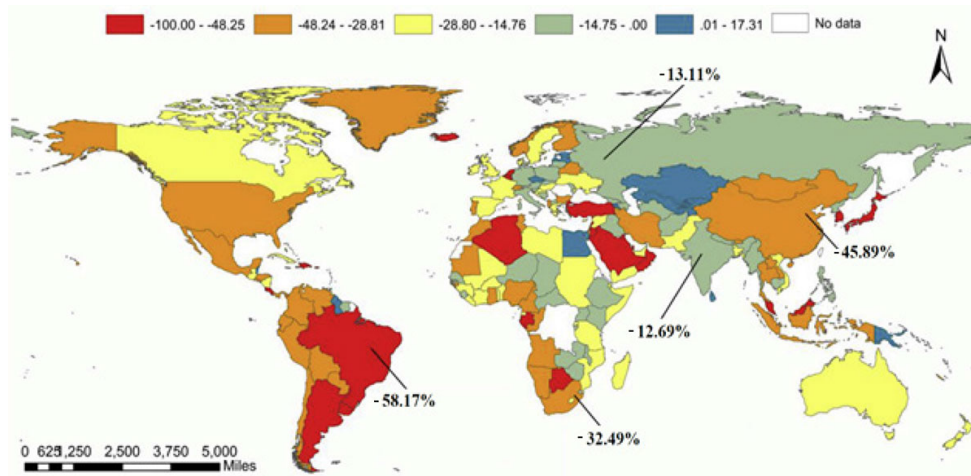 -100.00 - -48.25 -48.24 - -28.81 -28.80 - -14.76 -14.75 - .00 .01 - 17.31 No data
N
-13.11%
-45.89%
-12.69%
-58.17%
-32.49%
0 625 1,250 2,500 3,750 5,000
Miles